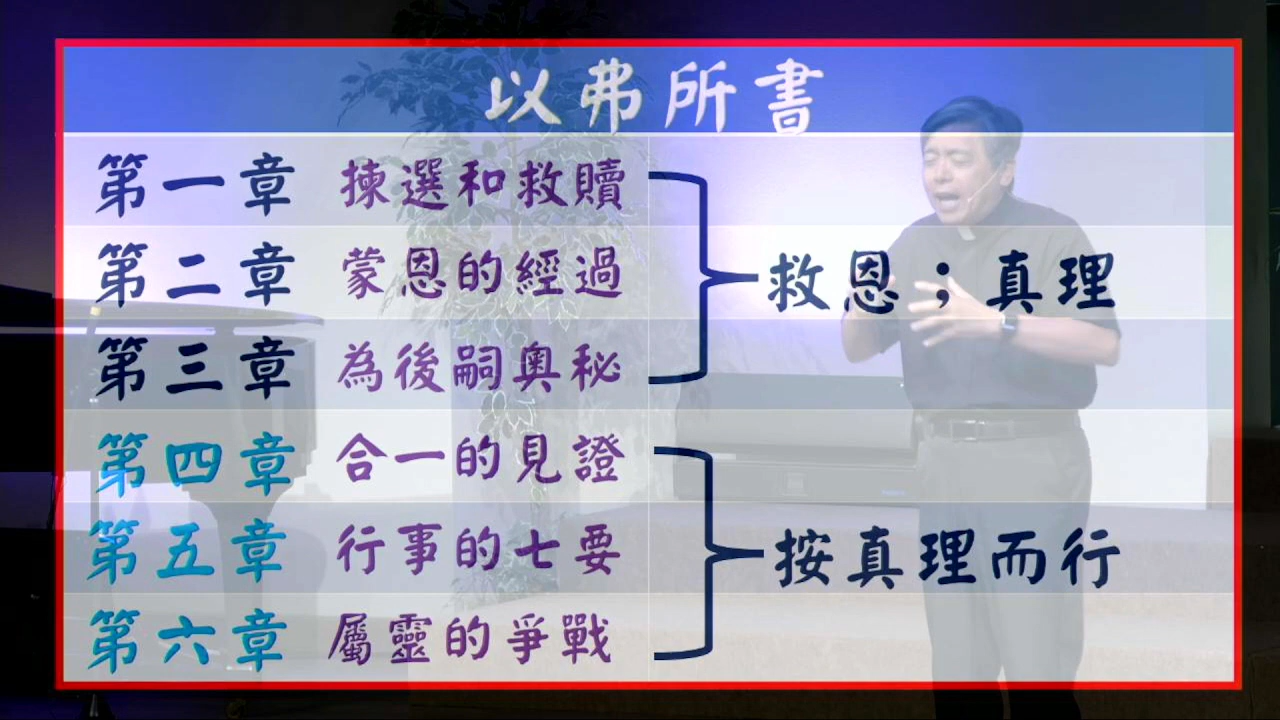 以弗所書
第一章 揀選和救贖
第二章 蒙恩的經過
救恩；真理
第三章 為後嗣奧秘
第四章 合一的見證
第五章 行事的七要
按真理而行
第六章 屬靈的爭戰